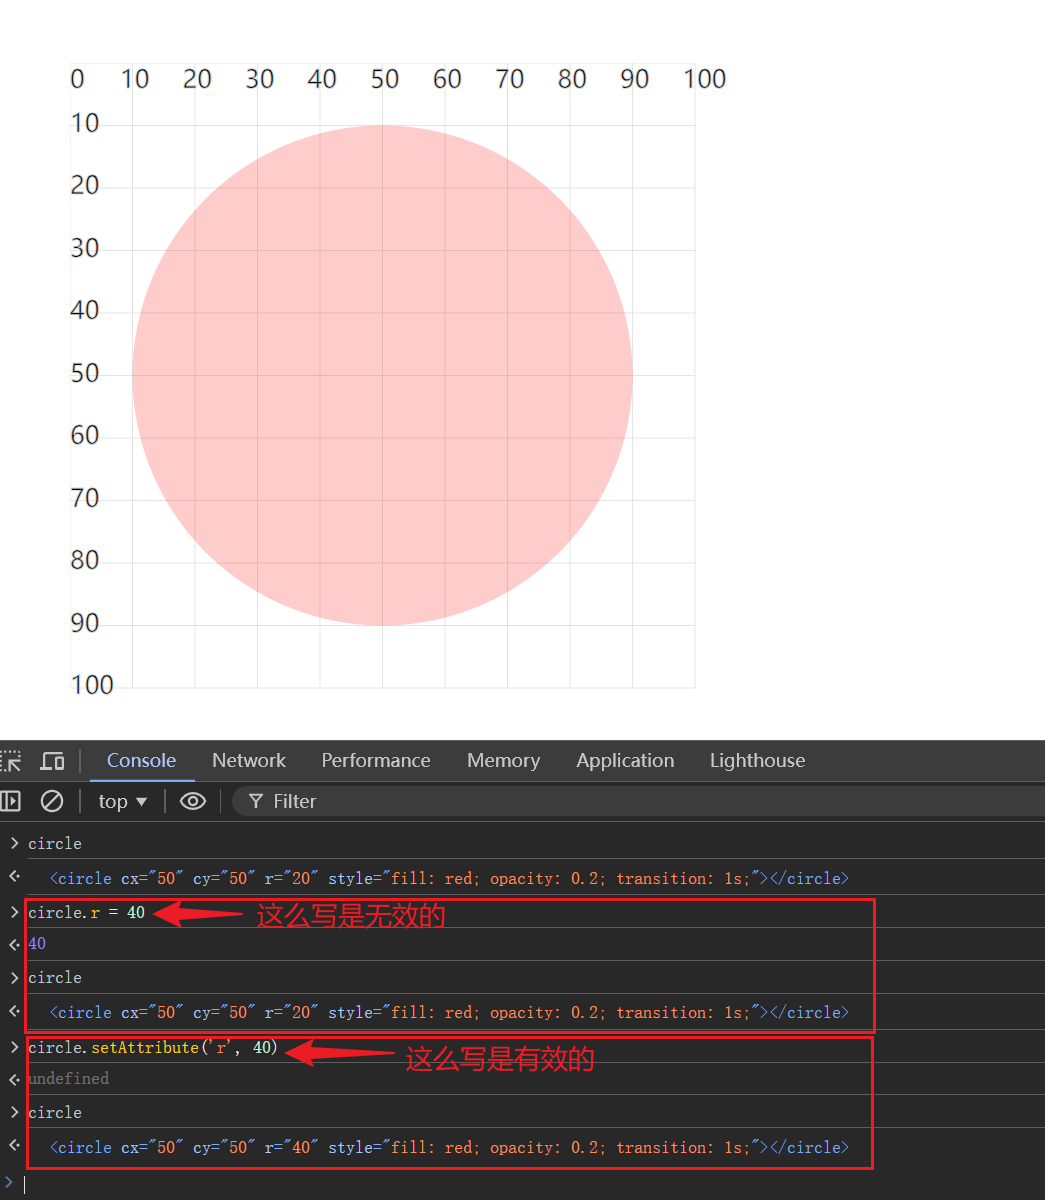 0 10 20 30 40 50 60 70 80 90 100
10
20
30
40
50
60
70
80
90
100
Console Network Performance Memory Application Lighthouse
top ▼ Filter
> circle
<circle cx="50" cy="50" r="20" style="fill: red; opacity: 0.2; transition: 1s;"></circle>
> circle.r = 40 这么写是无效的
40
> circle
<circle cx="50" cy="50" r="20" style="fill: red; opacity: 0.2; transition: 1s;"></circle>
> circle.setAttribute('r', 40) 这么写是有效的
undefined
> circle
<circle cx="50" cy="50" r="40" style="fill: red; opacity: 0.2; transition: 1s;"></circle>
>